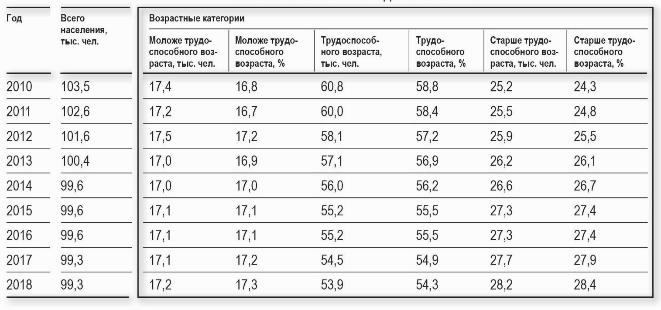 Год Всего населения, тыс. чел. Возрастные категории
Моложе трудоспособного возраста, тыс. чел. Моложе трудоспособного возраста, % Трудоспособного возраста, тыс. чел. Трудоспособного возраста, % Старше трудоспособного возраста, тыс. чел. Старше трудоспособного возраста, %
2010 103,5 17,4 16,8 60,8 58,8 25,2 24,3
2011 102,6 17,2 16,7 60,0 58,4 25,5 24,8
2012 101,6 17,5 17,2 58,1 57,2 25,9 25,5
2013 100,4 17,0 16,9 57,1 56,9 26,2 26,1
2014 99,6 17,0 17,0 56,0 56,2 26,6 26,7
2015 99,6 17,1 17,1 55,2 55,5 27,3 27,4
2016 99,6 17,1 17,1 55,2 55,5 27,3 27,4
2017 99,3 17,1 17,2 54,5 54,9 27,7 27,9
2018 99,3 17,2 17,3 53,9 54,3 28,2 28,4